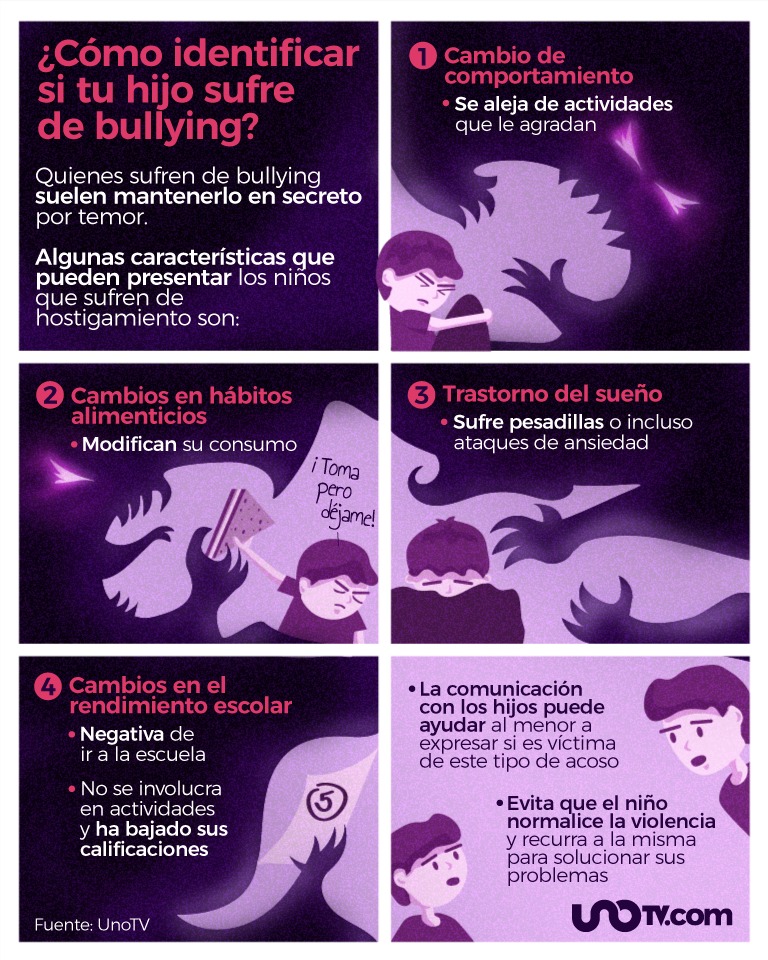 ¿Cómo identificar
si tu hijo sufre
de bullying?
Quienes sufren de bullying
suelen mantenerlo en secreto
por temor.
Algunas características que
pueden presentar los niños
que sufren de
hostigamiento son:
1 Cambio de
comportamiento
• Se aleja de actividades
que le agradan
2 Cambios en hábitos
alimenticios
• Modifican su consumo
¡Toma
pero
déjame!
3 Trastorno del sueño
• Sufre pesadillas o incluso
ataques de ansiedad
4 Cambios en el
rendimiento escolar
• Negativa de
ir a la escuela
• No se involucra
en actividades
y ha bajado sus
calificaciones
5
Fuente: UnoTV
• La comunicación
con los hijos puede
ayudar al menor a
expresar si es víctima
de este tipo de acoso
• Evita que el niño
normalice la violencia
y recurra a la misma
para solucionar sus
problemas
UNOTV.com